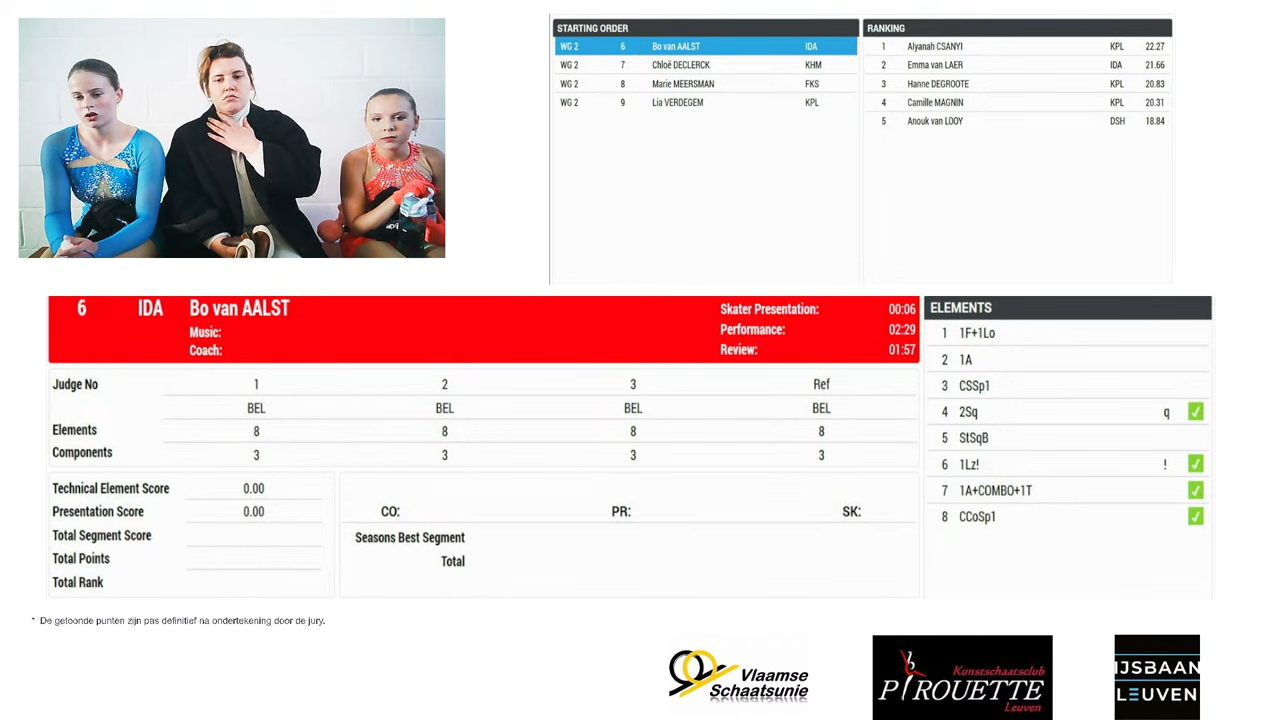 STARTING ORDER
WG 2 6 Bo van AALST IDA
WG 2 7 Chloë DECLERCK KHM
WG 2 8 Marie MEERSMAN FKS
WG 2 9 Lia VERDEGEM KPL
RANKING
1 Alyanah CSANYI KPL 22.27
2 Emma van LAER IDA 21.66
3 Hanne DEGROOTE KPL 20.83
4 Camille MAGNIN KPL 20.31
5 Anouk van LOOY DSH 18.84
6 IDA Bo van AALST
Music:
Coach:
Skater Presentation: 00:06
Performance: 02:29
Review: 01:57
Judge No 1 2 3 Ref
BEL BEL BEL BEL
Elements 8 8 8 8
Components 3 3 3 3
Technical Element Score 0.00
Presentation Score 0.00
Total Segment Score
Total Points
Total Rank
CO: PR: SK:
Seasons Best Segment
Total
ELEMENTS
1 1F+1Lo
2 1A
3 CSSp1
4 2Sq q
5 StSqB
6 1Lz! !
7 1A+COMBO+1T
8 CCoSp1
* De getoonde punten zijn pas definitief na ondertekening door de jury.
Vlaamse
Schaatsunie
Kunstschaatsclub
PIROUETTE
Leuven
IJSBAAN
LEUVEN